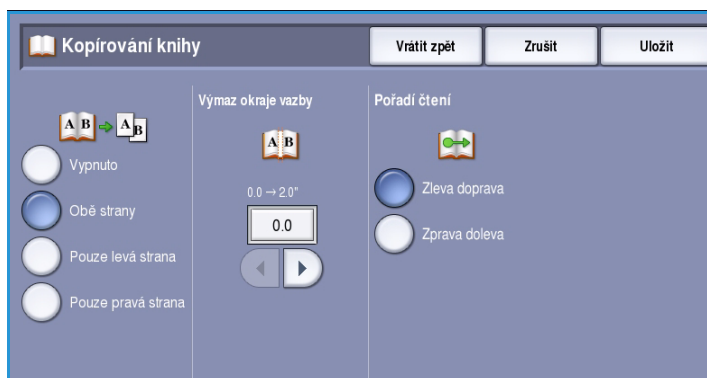 Kopírování knihy
Vrátit zpět
Zrušit
Uložit
A B A B
Vypnuto
Obě strany
Pouze levá strana
Pouze pravá strana
Výmaz okraje vazby
A B
0.0 → 2.0"
0.0
Pořadí čtení
Zleva doprava
Zprava doleva